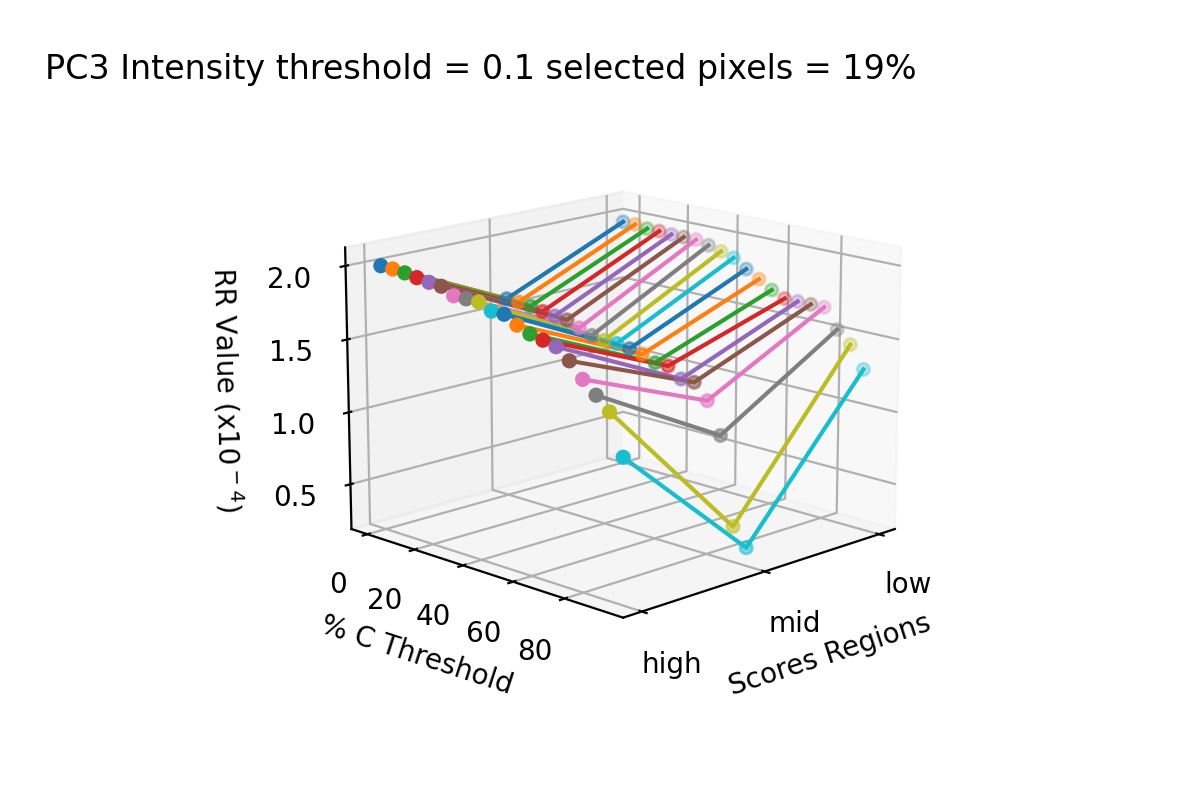 PC3 Intensity threshold = 0.1 selected pixels = 19%
RR Value (x10⁻⁴)
2.0
1.5
1.0
0.5
0
20
40
60
80
% C Threshold
high
mid
low
Scores Regions